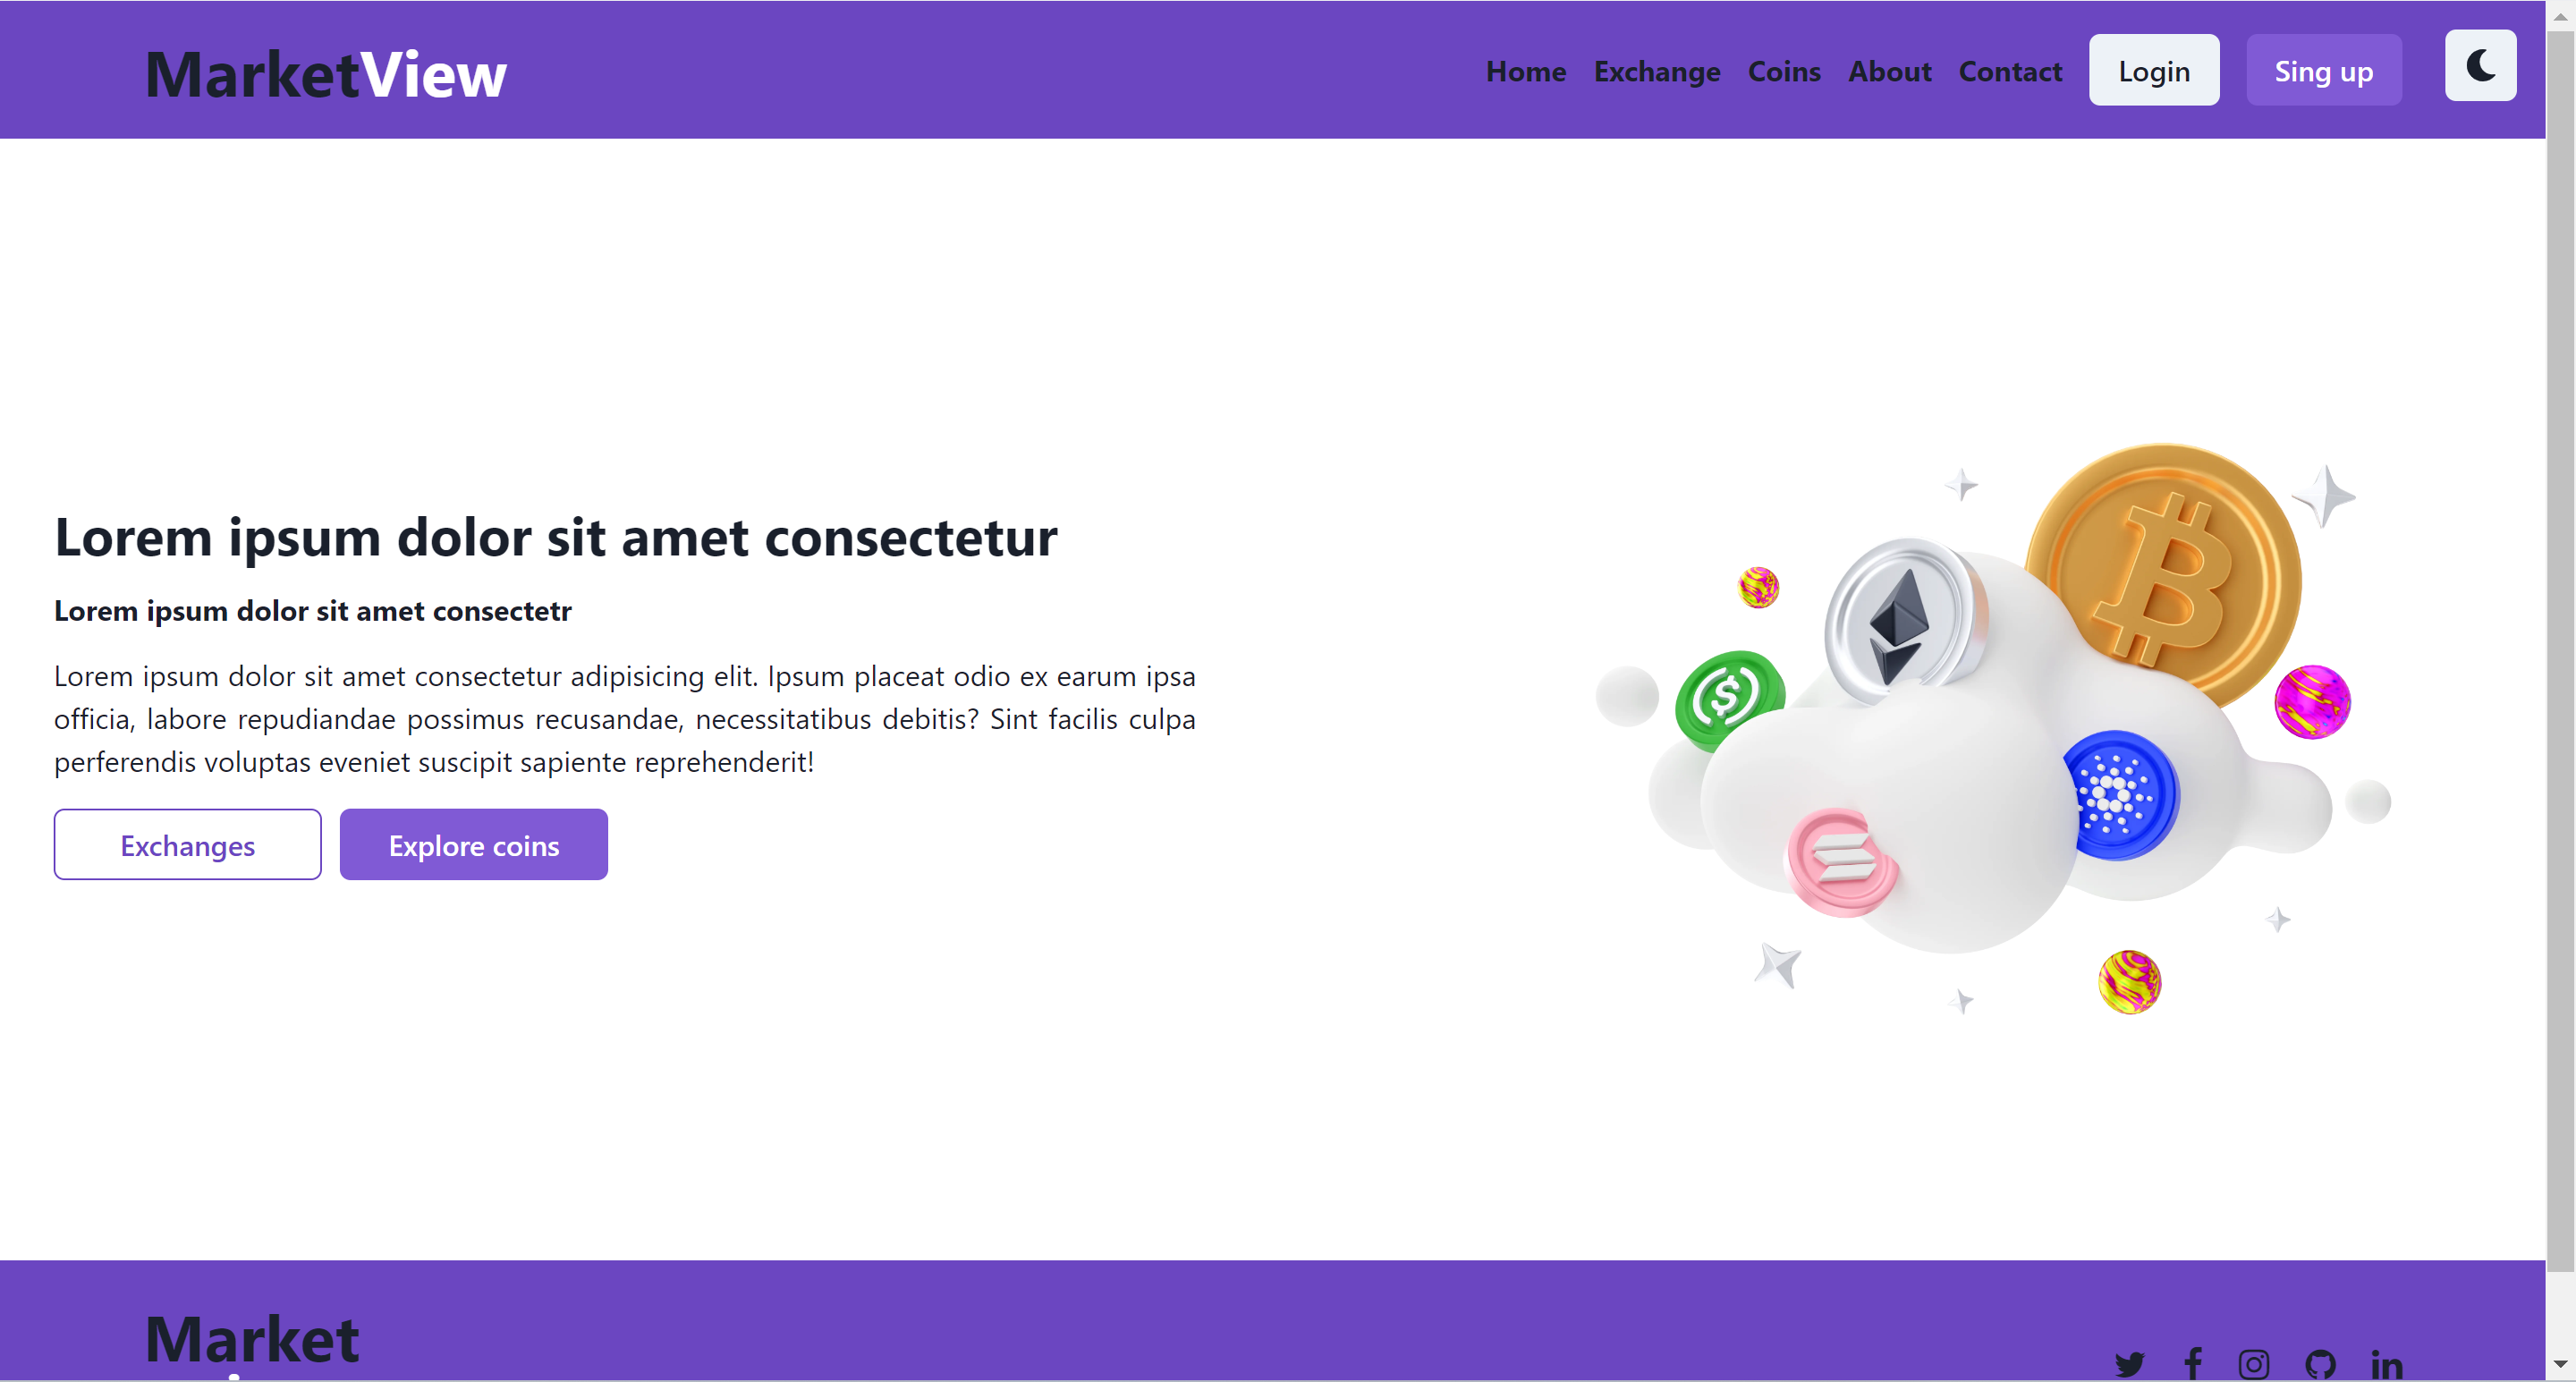 MarketView
Home Exchange Coins About Contact Login Sing up
Lorem ipsum dolor sit amet consectetur
Lorem ipsum dolor sit amet consectetr
Lorem ipsum dolor sit amet consectetur adipisicing elit. Ipsum placeat odio ex earum ipsa
officia, labore repudiandae possimus recusandae, necessitatibus debitis? Sint facilis culpa
perferendis voluptas eveniet suscipit sapiente reprehenderit!
Exchanges Explore coins
Market